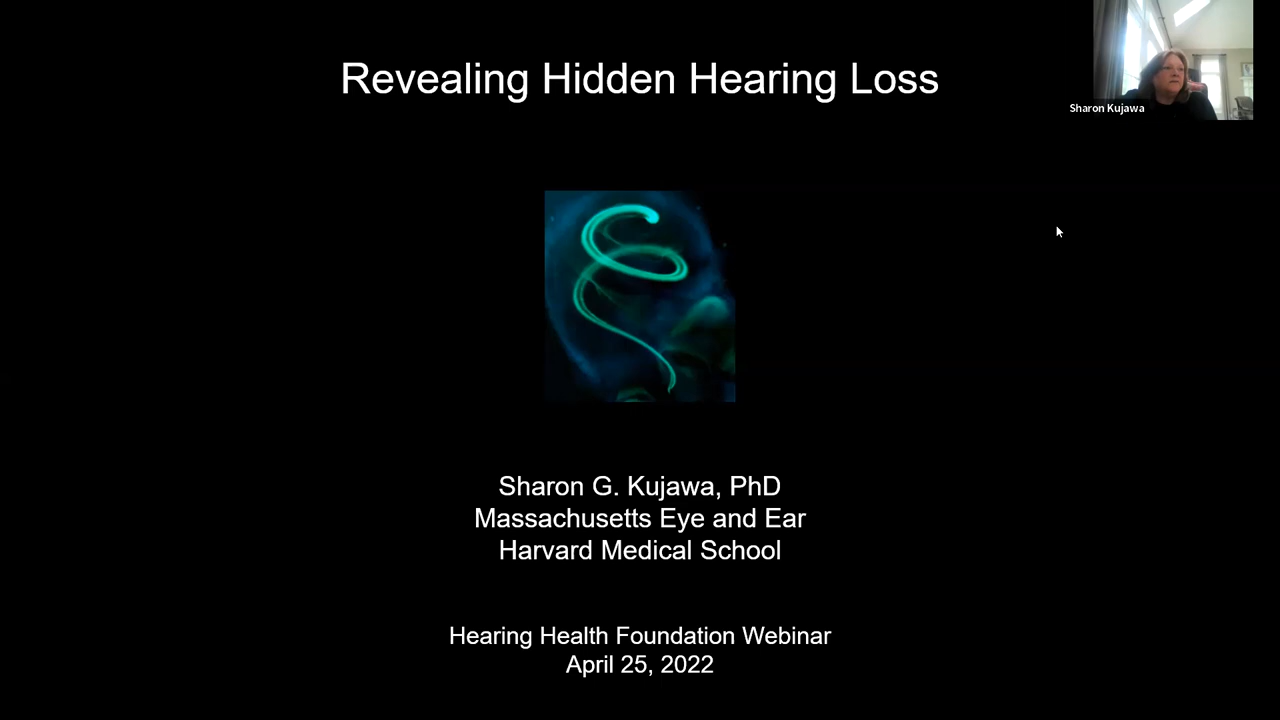 Revealing Hidden Hearing Loss
Sharon Kujawa
Sharon G. Kujawa, PhD
Massachusetts Eye and Ear
Harvard Medical School
Hearing Health Foundation Webinar
April 25, 2022